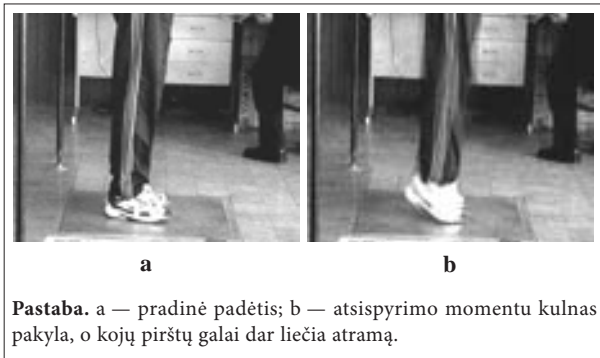 a b
Pastaba. a — pradinė padėtis; b — atsispyrimo momentu kulnas
pakyla, o kojų pirštų galai dar liečia atramą.